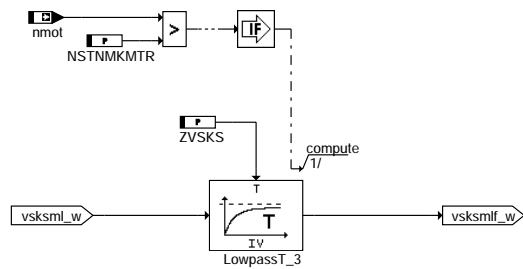 nmot
P
NSTNMKMTR
>
IF
P
ZVSKS
compute
1/
T
vsksml_w
T
vsksmlf_w
IV
LowpassT_3